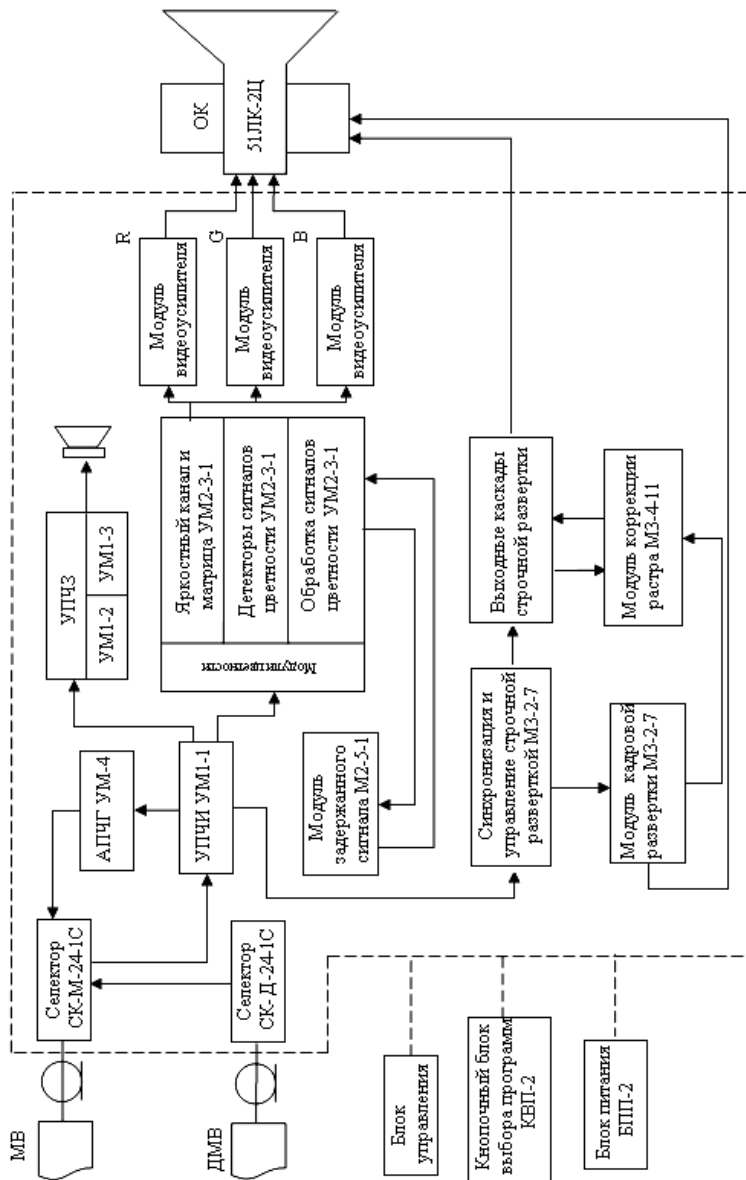 МВ
ДМВ
Селектор
СК-М-24-1С
Селектор
СК- Д-24-1С
АПЧГ УМ-4
УПЧИ УМ1-1
УПЧЗ
УМ1-2
УМ1-3
Модули цветности
Яркостный канал и
матрица УМ2-3-1
Детекторы сигналов
цветности УМ2-3-1
Обработка сигналов
цветности УМ2-3-1
Модуль
задержанного
сигнала М2-5-1
Модуль
видеоусилителя
R
Модуль
видеоусилителя
G
Модуль
видеоусилителя
B
ОК
51ЛК-2Ц
Синхронизация и
управление строчной
разверткой М3-2-7
Выходные каскады
строчной развертки
Модуль кадровой
развертки М3-2-7
Модуль коррекции
растра М3-4-11
Блок
управления
Кнопочный блок
выбора программ
КВП-2
Блок питания
БПП-2